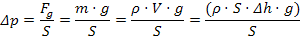 Δp = F_g / S = m · g / S = ρ · V · g / S = (ρ · S · Δh · g) / S